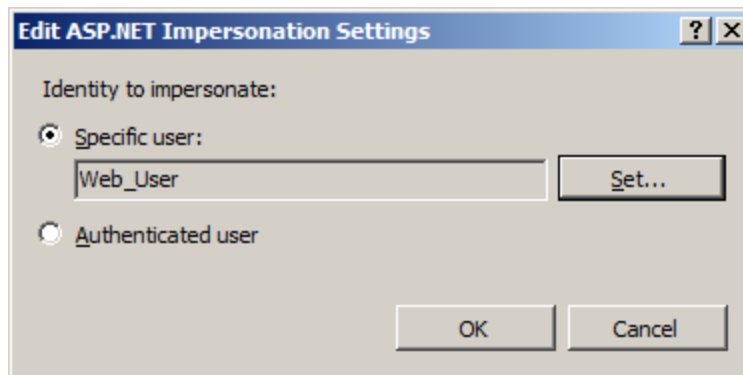 Edit ASP.NET Impersonation Settings
Identity to impersonate:
Specific user:
Web_User
Set...
Authenticated user
OK
Cancel